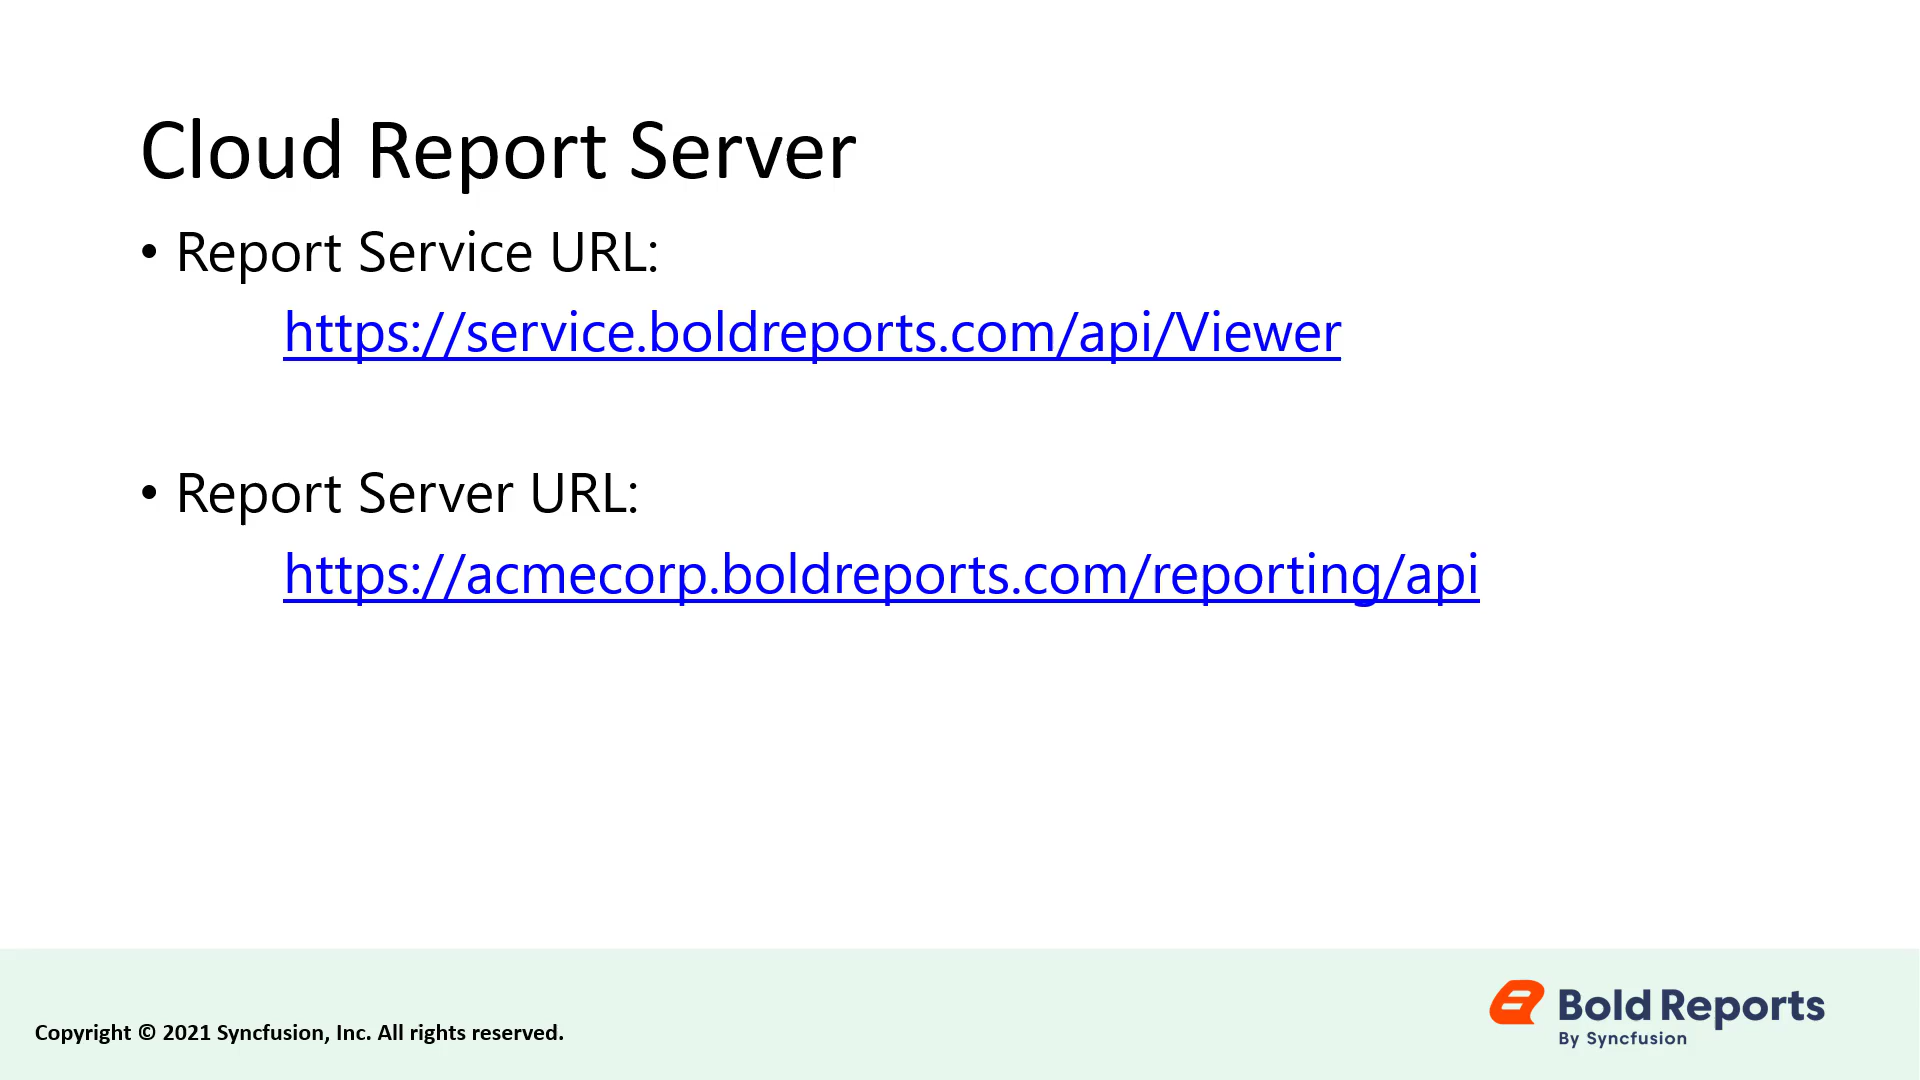 Cloud Report Server
• Report Service URL:
https://service.boldreports.com/api/Viewer
• Report Server URL:
https://acmecorp.boldreports.com/reporting/api
Copyright © 2021 Syncfusion, Inc. All rights reserved.
Bold Reports
By Syncfusion